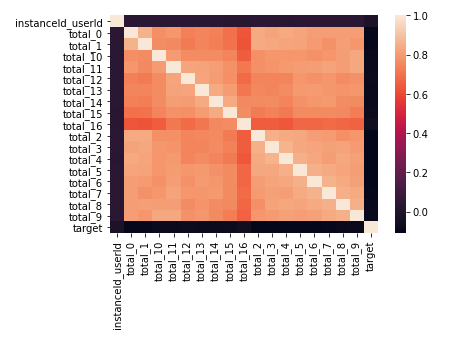 instanceId_userId
total_0
total_1
total_10
total_11
total_12
total_13
total_14
total_15
total_16
total_2
total_3
total_4
total_5
total_6
total_7
total_8
total_9
target
instanceId_userId
total_0
total_1
total_10
total_11
total_12
total_13
total_14
total_15
total_16
total_2
total_3
total_4
total_5
total_6
total_7
total_8
total_9
target
1.0
0.8
0.6
0.4
0.2
0.0